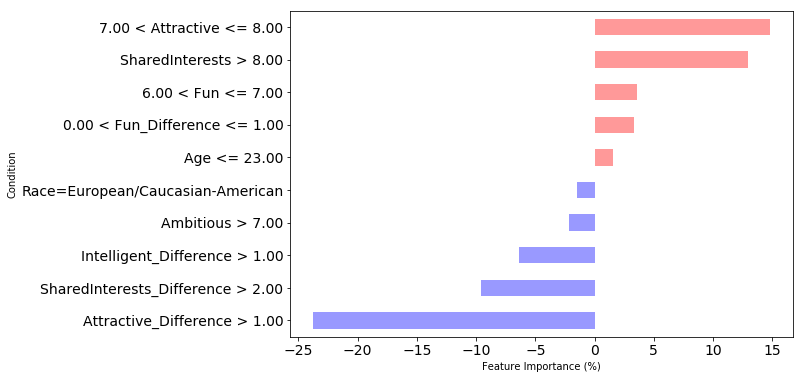 7.00 < Attractive <= 8.00
SharedInterests > 8.00
6.00 < Fun <= 7.00
0.00 < Fun_Difference <= 1.00
Age <= 23.00
Race=European/Caucasian-American
Ambitious > 7.00
Intelligent_Difference > 1.00
SharedInterests_Difference > 2.00
Attractive_Difference > 1.00
Condition
−25 −20 −15 −10 −5 0 5 10 15
Feature Importance (%)